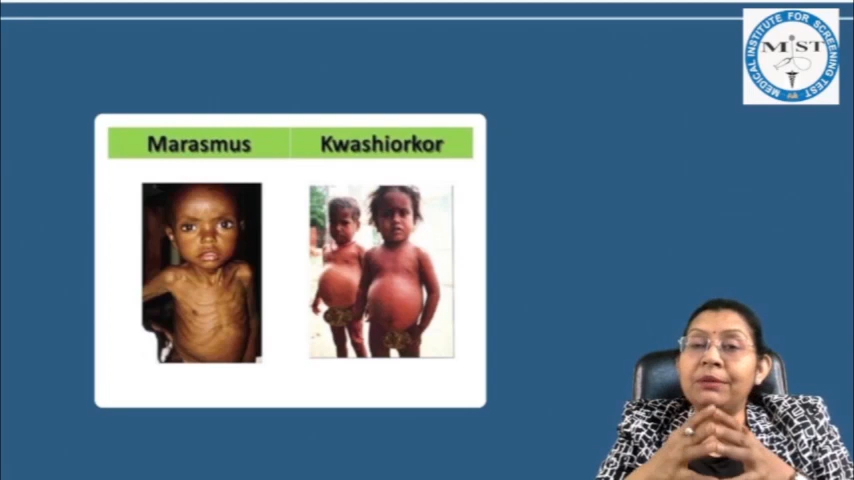 MEDICAL INSTITUTE FOR SCREENING TEST
MIST
Marasmus
Kwashiorkor